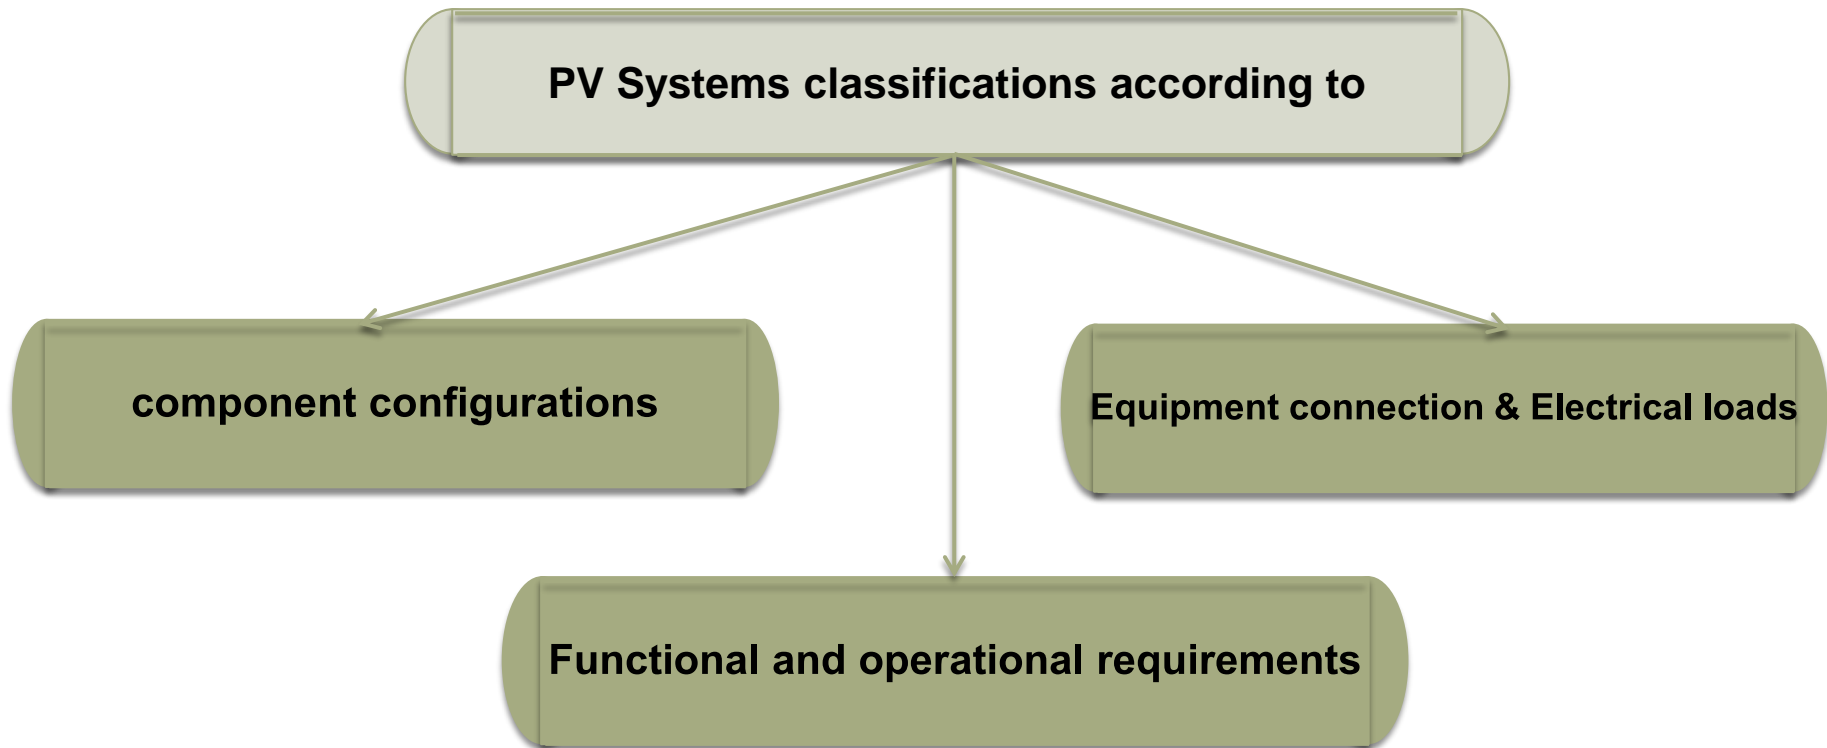 PV Systems classifications according to
component configurations
Equipment connection & Electrical loads
Functional and operational requirements